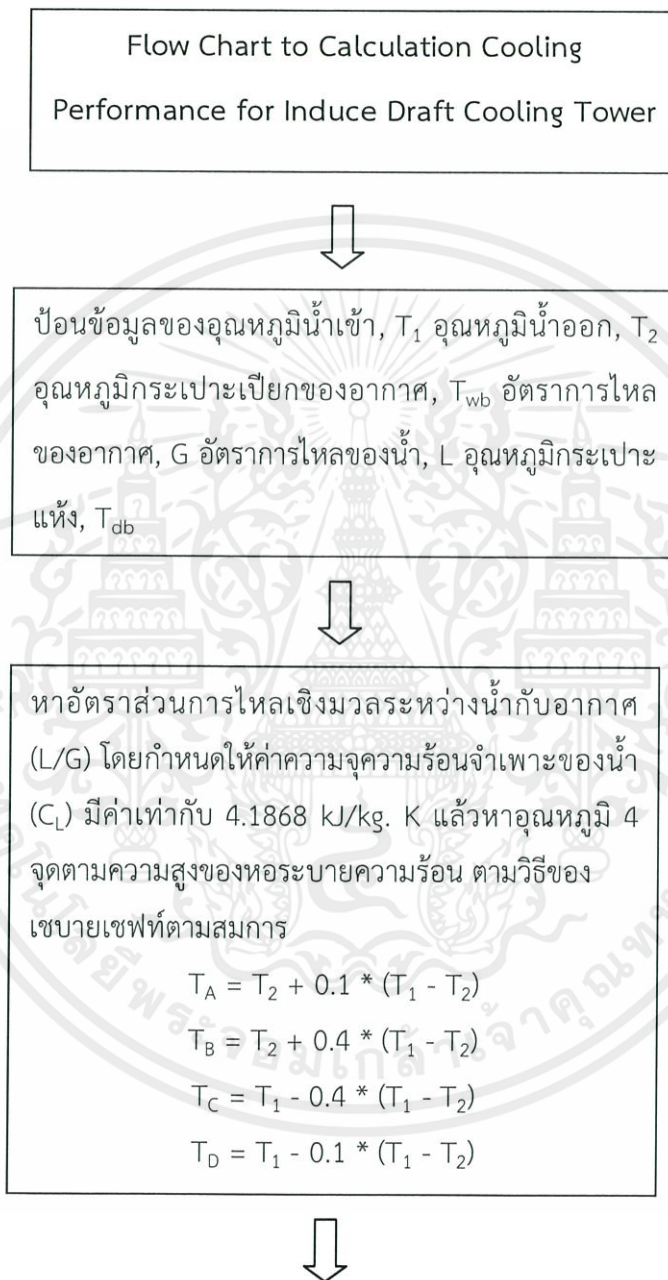 Flow Chart to Calculation Cooling
Performance for Induce Draft Cooling Tower
ป้อนข้อมูลของอุณหภูมิน้ำเข้า, T₁ อุณหภูมิน้ำออก, T₂
อุณหภูมิกระเปาะเปียกของอากาศ, T_wb อัตราการไหล
ของอากาศ, G อัตราการไหลของน้ำ, L อุณหภูมิกระเปาะ
แห้ง, T_db
หาอัตราส่วนการไหลเชิงมวลระหว่างน้ำกับอากาศ
(L/G) โดยกำหนดให้ค่าความจุความร้อนจำเพาะของน้ำ
(C_L) มีค่าเท่ากับ 4.1868 kJ/kg. K แล้วหาอุณหภูมิ 4
จุดตามความสูงของหอระบายความร้อน ตามวิธีของ
เชบายเชฟท์ตามสมการ
T_A = T₂ + 0.1 * (T₁ - T₂)
T_B = T₂ + 0.4 * (T₁ - T₂)
T_C = T₁ - 0.4 * (T₁ - T₂)
T_D = T₁ - 0.1 * (T₁ - T₂)